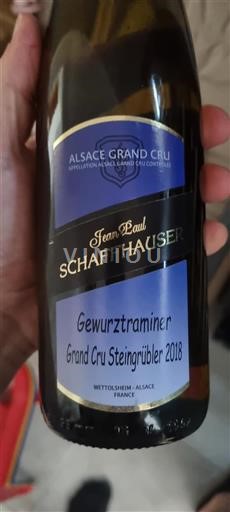 ALSACE GRAND CRU
APPELLATION ALSACE GRAND CRU CONTRÔLÉE
Jean Paul
SCHAFFHAUSER
VINIOU
Gewurztraminer
Grand Cru Steingrübler 2018
WETTOLSHEIM - ALSACE
FRANCE